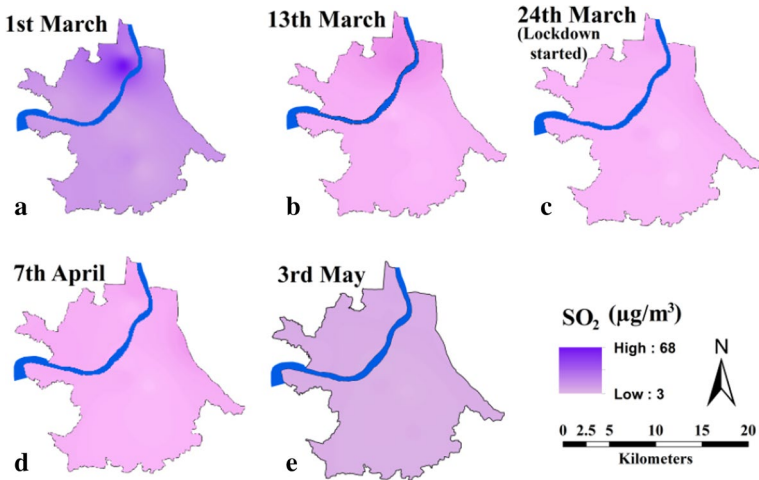 1st March
a
13th March
b
24th March
(Lockdown
started)
c
7th April
d
3rd May
e
SO₂ (µg/m³)
High : 68
Low : 3
N
0 2.5 5 10 15 20
Kilometers